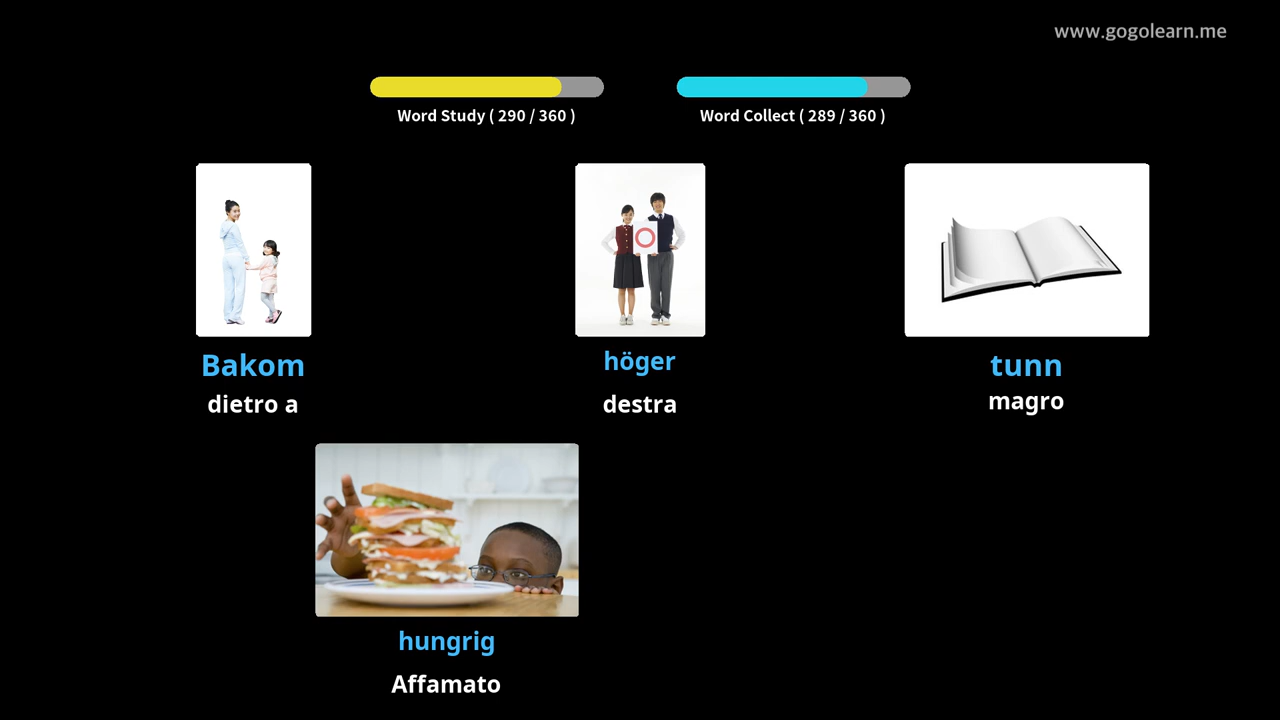 www.gogolearn.me
Word Study ( 290 / 360 )
Word Collect ( 289 / 360 )
Bakom
dietro a
höger
destra
tunn
magro
hungrig
Affamato